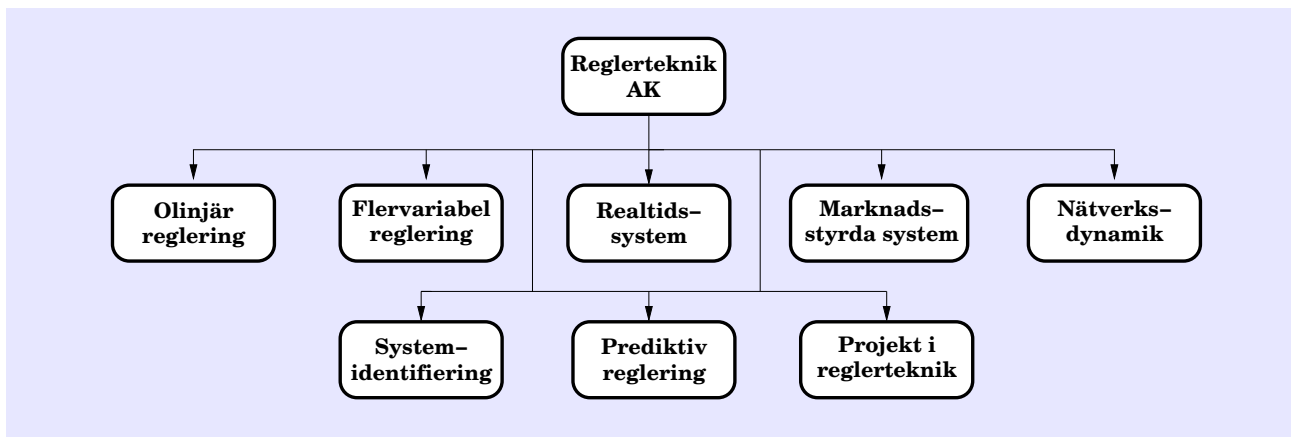 Reglerteknik
AK
Olinjär
reglering
Flervariabel
reglering
Realtids−
system
Marknads−
styrda system
Nätverks−
dynamik
System−
identifiering
Prediktiv
reglering
Projekt i
reglerteknik